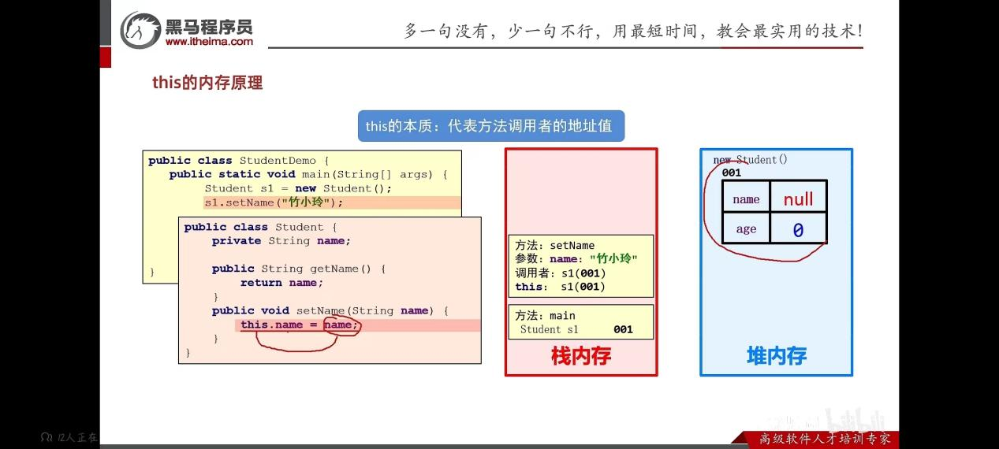 黑马程序员
www.itheima.com
多一句没有，少一句不行，用最短时间，教会最实用的技术！
this的内存原理
this的本质：代表方法调用者的地址值
public class StudentDemo {
public static void main(String[] args) {
Student s1 = new Student();
s1.setName("竹小玲");
}
public class Student {
private String name;
public String getName() {
return name;
}
public void setName(String name) {
this.name = name;
}
}
方法：setName
参数：name："竹小玲"
调用者：s1(001)
this： s1(001)
方法：main
Student s1 001
栈内存
new Student()
001
name null
age 0
堆内存
12人正在
bilibili
高级软件人才培训专家